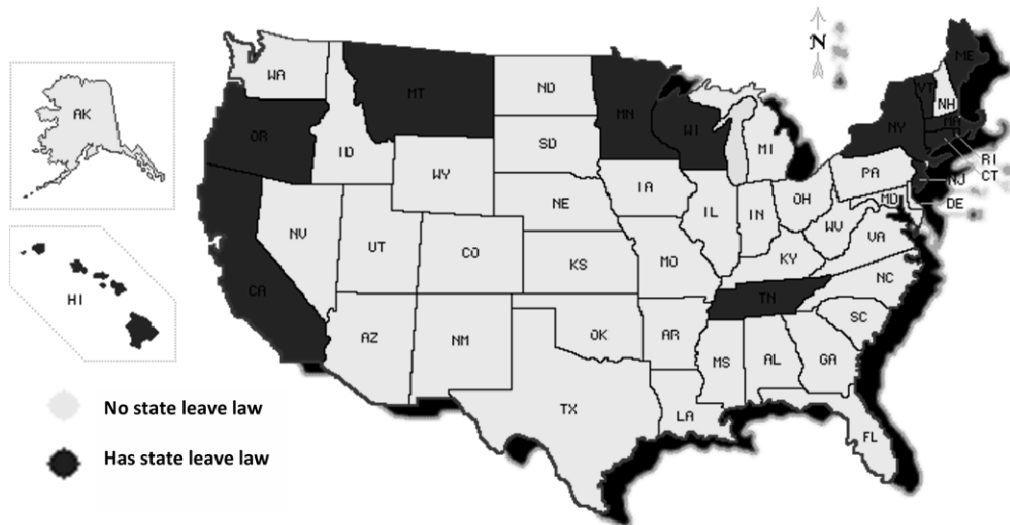 N
WA
MT
ND
MN
ME
VT
NH
AK
OR
ID
SD
WI
MI
NY
MA
RI
CT
WY
IA
PA
NJ
NE
OH
MD
DE
NV
UT
CO
IL
IN
WV
VA
KS
MO
KY
HI
CA
NC
TN
AZ
NM
OK
AR
SC
MS
AL
GA
TX
LA
FL
No state leave law
Has state leave law